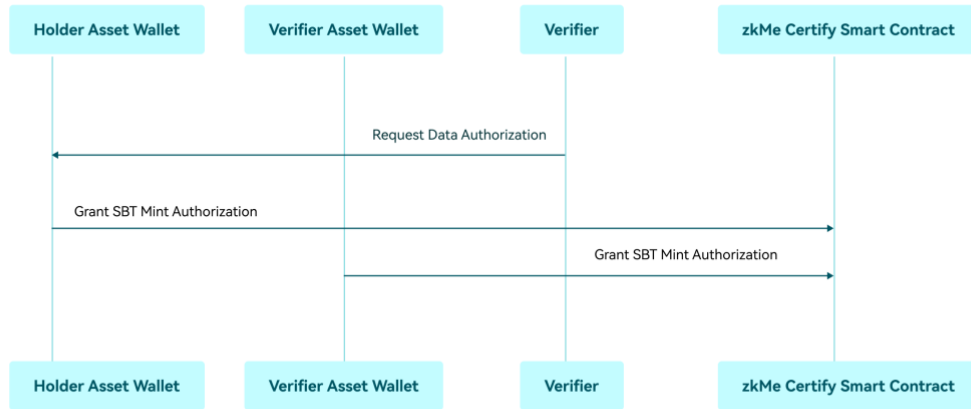 Holder Asset Wallet
Verifier Asset Wallet
Verifier
zkMe Certify Smart Contract
Request Data Authorization
Grant SBT Mint Authorization
Grant SBT Mint Authorization
Holder Asset Wallet
Verifier Asset Wallet
Verifier
zkMe Certify Smart Contract